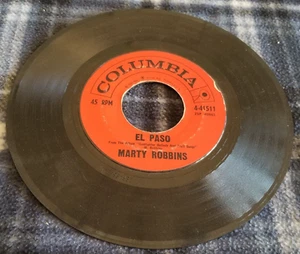 COLUMBIA
45 RPM
4-41511
EL PASO
MARTY ROBBINS